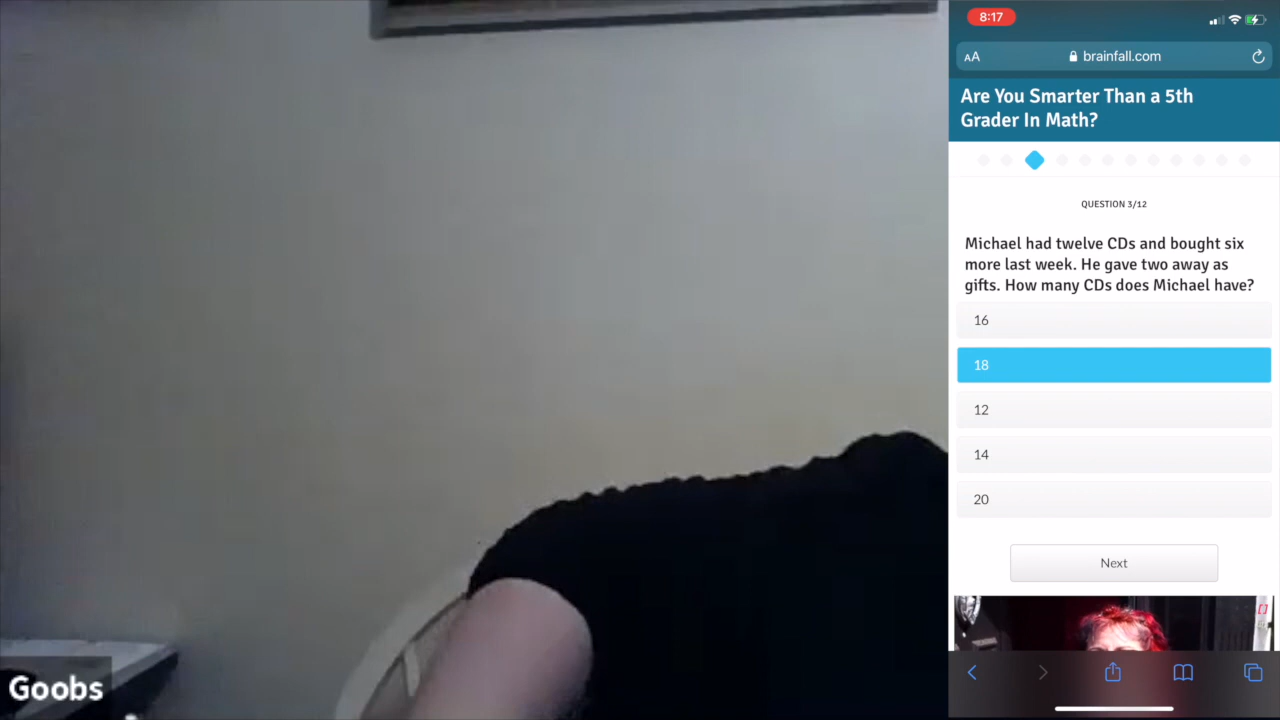 8:17
AA
brainfall.com
Are You Smarter Than a 5th
Grader In Math?
QUESTION 3/12
Michael had twelve CDs and bought six
more last week. He gave two away as
gifts. How many CDs does Michael have?
16
18
12
14
20
Next
Goobs